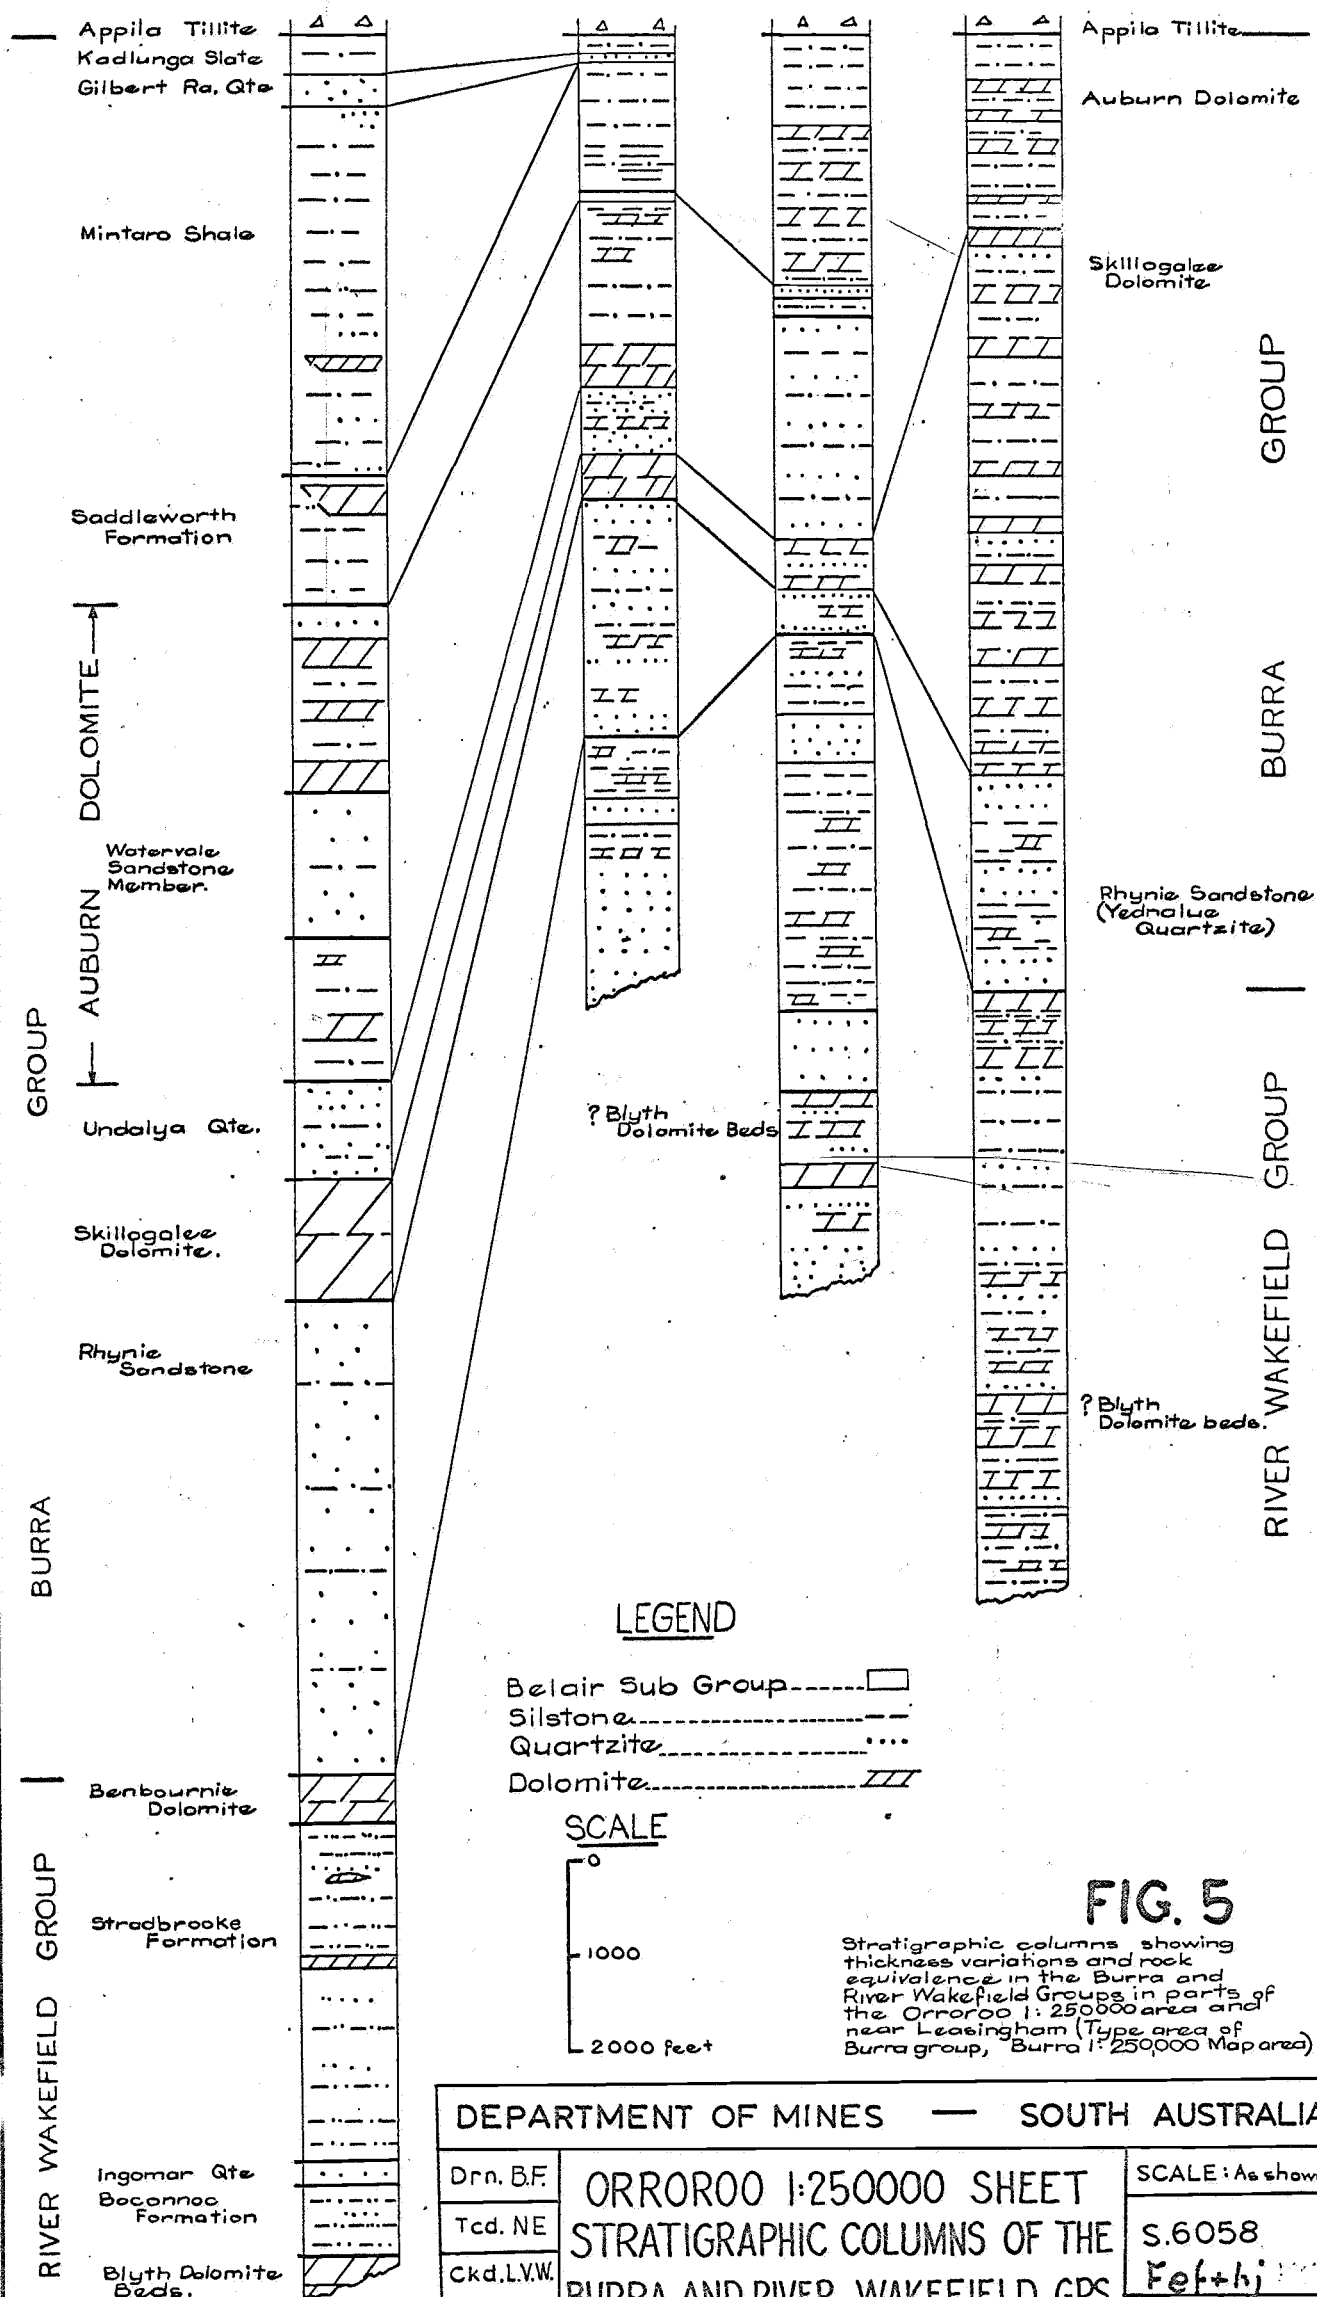 Appila Tillite
Kadlunga Slate
Gilbert Ra. Qte
Mintaro Shale
Saddleworth
Formation
AUBURN DOLOMITE
Watervale
Sandstone
Member.
Undalya Qte.
Skillogalee
Dolomite.
Rhynie
Sandstone
BURRA GROUP
Benbournie
Dolomite
Stradbrooke
Formation
Ingomar Qte
Boconnoc
Formation
Blyth Dolomite
Beds.
RIVER WAKEFIELD GROUP
? Blyth
Dolomite Beds
Appila Tillite
Auburn Dolomite
Skillogalee
Dolomite
Rhynie Sandstone
(Yednalue
Quartzite)
BURRA GROUP
? Blyth
Dolomite beds.
RIVER WAKEFIELD GROUP
LEGEND
Belair Sub Group
Silstone
Quartzite
Dolomite
SCALE
0
1000
2000 feet
FIG. 5
Stratigraphic columns showing
thickness variations and rock
equivalence in the Burra and
River Wakefield Groups in parts of
the Orroroo 1:250000 area and
near Leasingham (Type area of
Burra group, Burra 1:250,000 Map area)
DEPARTMENT OF MINES — SOUTH AUSTRALIA
Drn. B.F.
Tcd. NE
Ckd. L.V.W.
ORROROO 1:250000 SHEET
STRATIGRAPHIC COLUMNS OF THE
BURRA AND RIVER WAKEFIELD GPS
SCALE: As show
S.6058